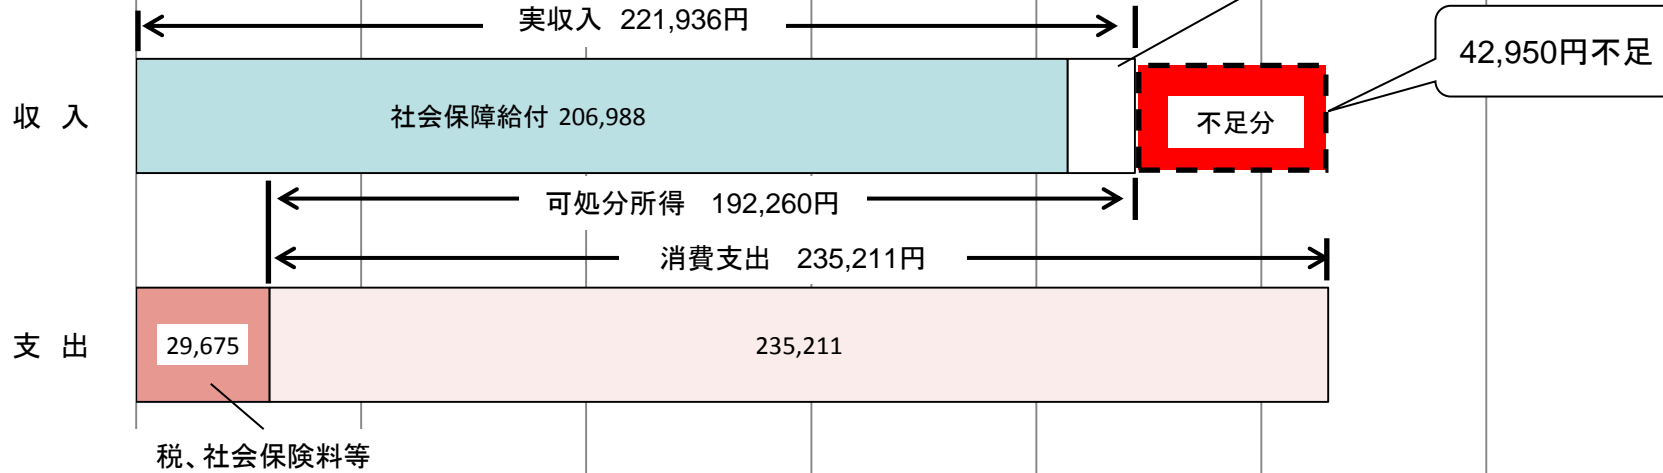 実収入 221,936円
42,950円不足
収 入
社会保障給付 206,988
不足分
可処分所得 192,260円
消費支出 235,211円
支 出
29,675
235,211
税、社会保険料等